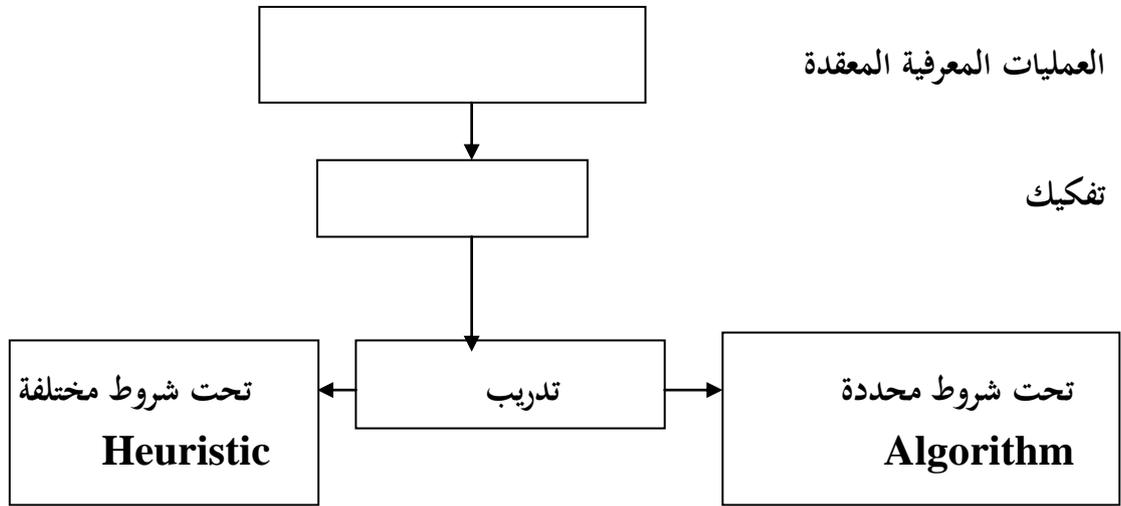 العمليات المعرفية المعقدة
تفكيك
تحت شروط محددة
Algorithm
تدريب
تحت شروط مختلفة
Heuristic